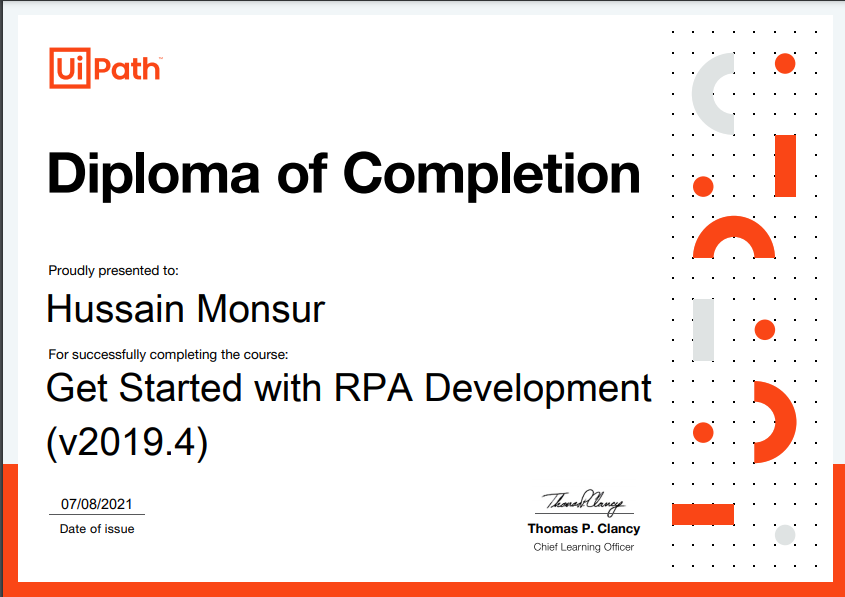 UiPath™
Diploma of Completion
Proudly presented to:
Hussain Monsur
For successfully completing the course:
Get Started with RPA Development
(v2019.4)
07/08/2021
Date of issue
Thomas P. Clancy
Thomas P. Clancy
Chief Learning Officer